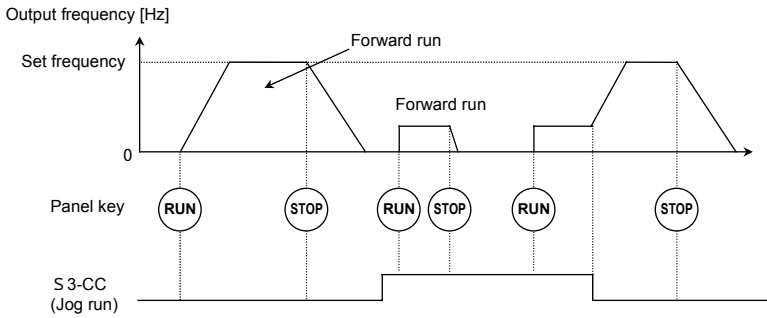 Output frequency [Hz]
Forward run
Set frequency
Forward run
0
Panel key
RUN
STOP
RUN
STOP
RUN
STOP
S 3-CC
(Jog run)